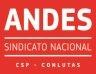 ANDES
SINDICATO NACIONAL
CSP - CONLUTAS